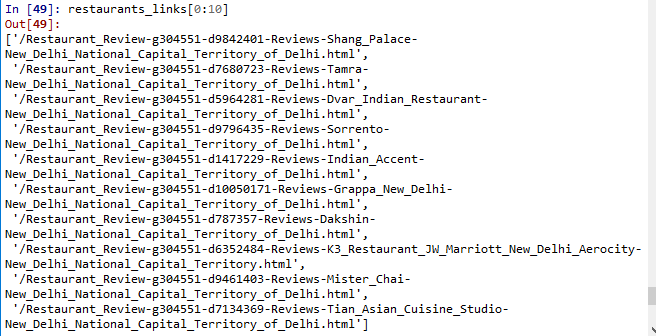 In [49]: restaurants_links[0:10]
Out[49]:
['/Restaurant_Review-g304551-d9842401-Reviews-Shang_Palace-
New_Delhi_National_Capital_Territory_of_Delhi.html',
 '/Restaurant_Review-g304551-d7680723-Reviews-Tamra-
New_Delhi_National_Capital_Territory_of_Delhi.html',
 '/Restaurant_Review-g304551-d5964281-Reviews-Dvar_Indian_Restaurant-
New_Delhi_National_Capital_Territory_of_Delhi.html',
 '/Restaurant_Review-g304551-d9796435-Reviews-Sorrento-
New_Delhi_National_Capital_Territory_of_Delhi.html',
 '/Restaurant_Review-g304551-d1417229-Reviews-Indian_Accent-
New_Delhi_National_Capital_Territory_of_Delhi.html',
 '/Restaurant_Review-g304551-d10050171-Reviews-Grappa_New_Delhi-
New_Delhi_National_Capital_Territory_of_Delhi.html',
 '/Restaurant_Review-g304551-d787357-Reviews-Dakshin-
New_Delhi_National_Capital_Territory_of_Delhi.html',
 '/Restaurant_Review-g304551-d6352484-Reviews-K3_Restaurant_JW_Marriott_New_Delhi_Aerocity-
New_Delhi_National_Capital_Territory.html',
 '/Restaurant_Review-g304551-d9461403-Reviews-Mister_Chai-
New_Delhi_National_Capital_Territory_of_Delhi.html',
 '/Restaurant_Review-g304551-d7134369-Reviews-Tian_Asian_Cuisine_Studio-
New_Delhi_National_Capital_Territory_of_Delhi.html']